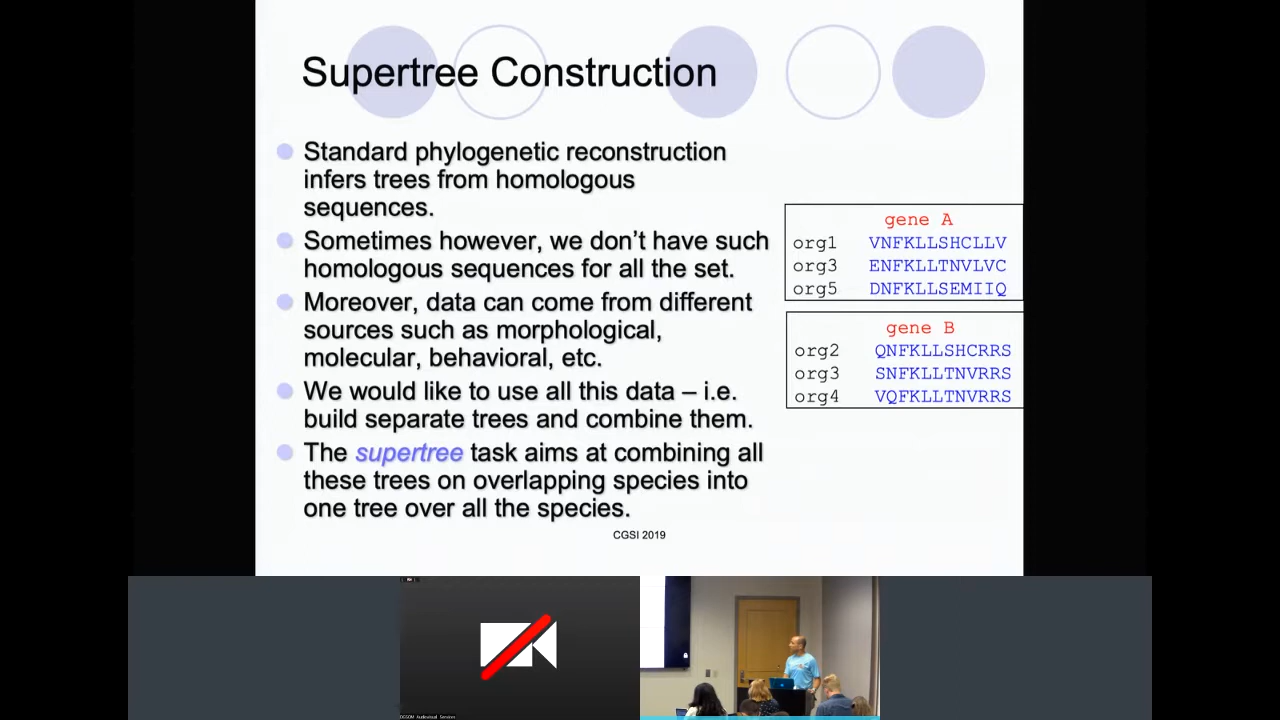 Supertree Construction
Standard phylogenetic reconstruction
infers trees from homologous
sequences.
Sometimes however, we don't have such
homologous sequences for all the set.
Moreover, data can come from different
sources such as morphological,
molecular, behavioral, etc.
We would like to use all this data – i.e.
build separate trees and combine them.
The supertree task aims at combining all
these trees on overlapping species into
one tree over all the species.
gene A
org1 VNFKLLSHCLLV
org3 ENFKLLTNVLVC
org5 DNFKLLSEMIIQ
gene B
org2 QNFKLLSHCRRS
org3 SNFKLLTNVRRS
org4 VQFKLLTNVRRS
CGSI 2019